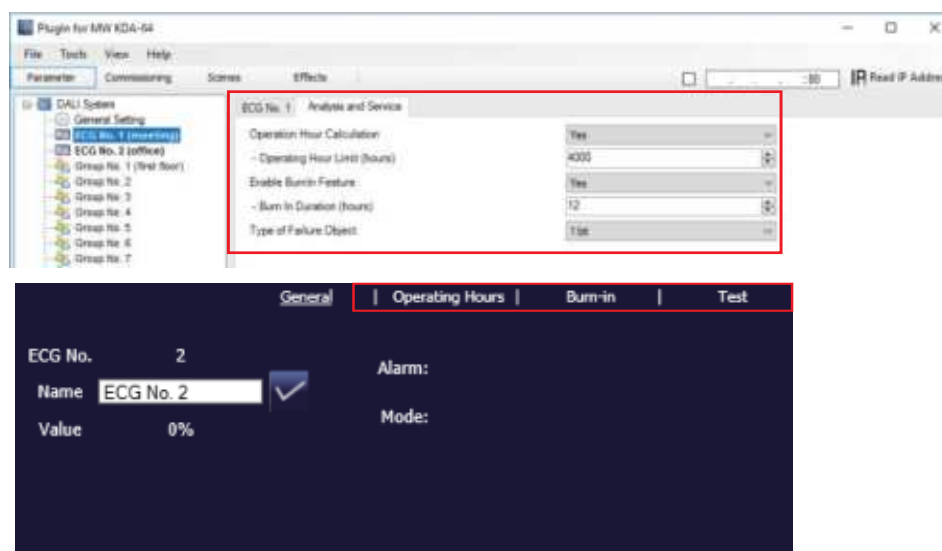 Plugin for MW KDA-64
File Tools View Help
Parameter Commissioning Scenes Effects : 80 IR Read IP Addres
DALI System
General Setting
ECG No. 1 (meeting)
ECG No. 2 (office)
Group No. 1 (first floor)
Group No. 2
Group No. 3
Group No. 4
Group No. 5
Group No. 6
Group No. 7
ECG No. 1 Analysis and Service
Operation Hour Calculation Yes
- Operating Hour Limit (hours) 4000
Enable Burn-In Feature Yes
- Burn In Duration (hours) 12
Type of Failure Object 1 bit
General | Operating Hours | Burn-in | Test
ECG No. 2
Name ECG No. 2
Value 0%
Alarm:
Mode: